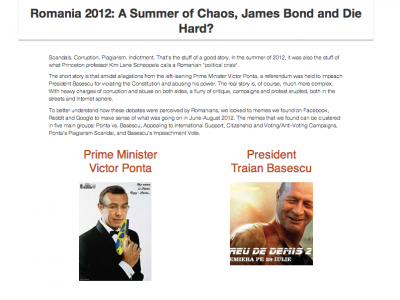 Romania 2012: A Summer of Chaos, James Bond and Die
Hard?
Scandals. Corruption. Plagiarism. Indictment. That's the stuff of a good story. In the summer of 2012, it was also the stuff of
what Princeton professor Kim Lane Scheppele calls a Romanian "political crisis".
The short story is that amidst allegations from the left-leaning Prime Minister Victor Ponta, a referendum was held to impeach
President Basescu for violating the Constitution and abusing his power. The real story is, of course, much more complex.
With heavy charges of corruption and abuse on both sides, a flurry of critique, campaigns and protest erupted, both in the
streets and internet sphere.
To better understand how these debates were perceived by Romanians, we looked to memes we found on Facebook,
Reddit and Google to make sense of what was going on in June-August 2012. The memes that we found can be clustered
in five main groups: Ponta vs. Basescu, Appealing to International Support, Citizenship and Voting/Anti-Voting Campaigns,
Ponta's Plagiarism Scandal, and Basescu's Impeachment Vote.
Prime Minister
Victor Ponta
President
Traian Basescu
My name
is Paste.
Copy-Paste...
REU DE DEMIS 2
EMIERA PE 29 IULIE